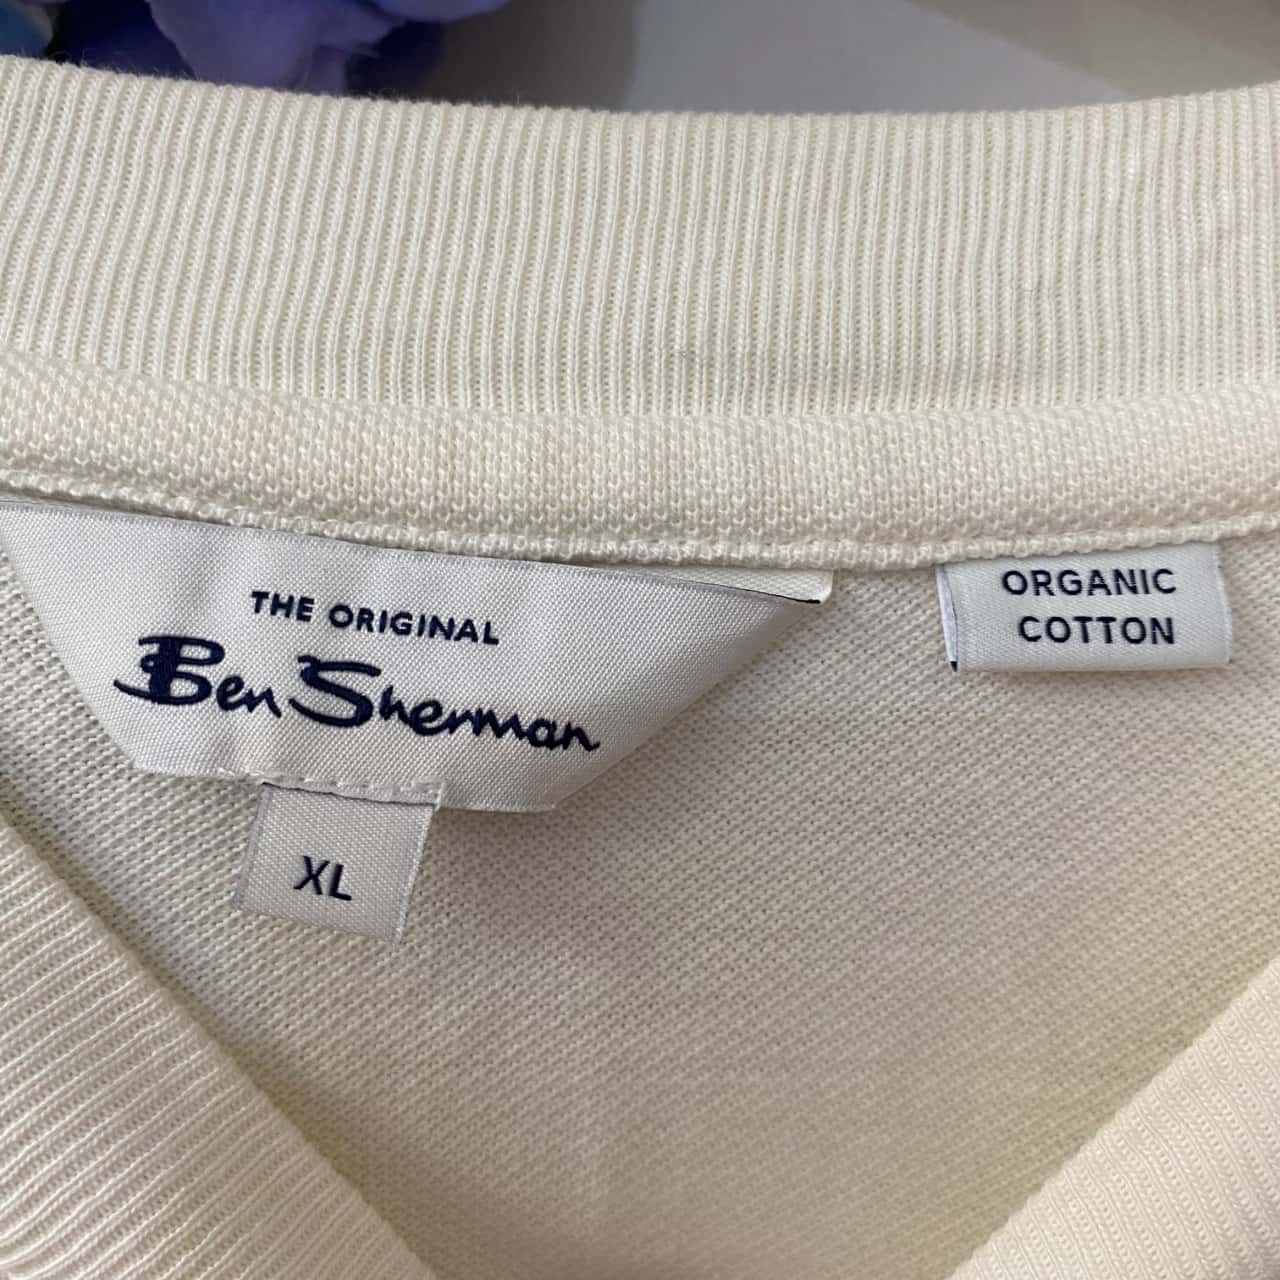 THE ORIGINAL
Ben Sherman
XL
ORGANIC
COTTON